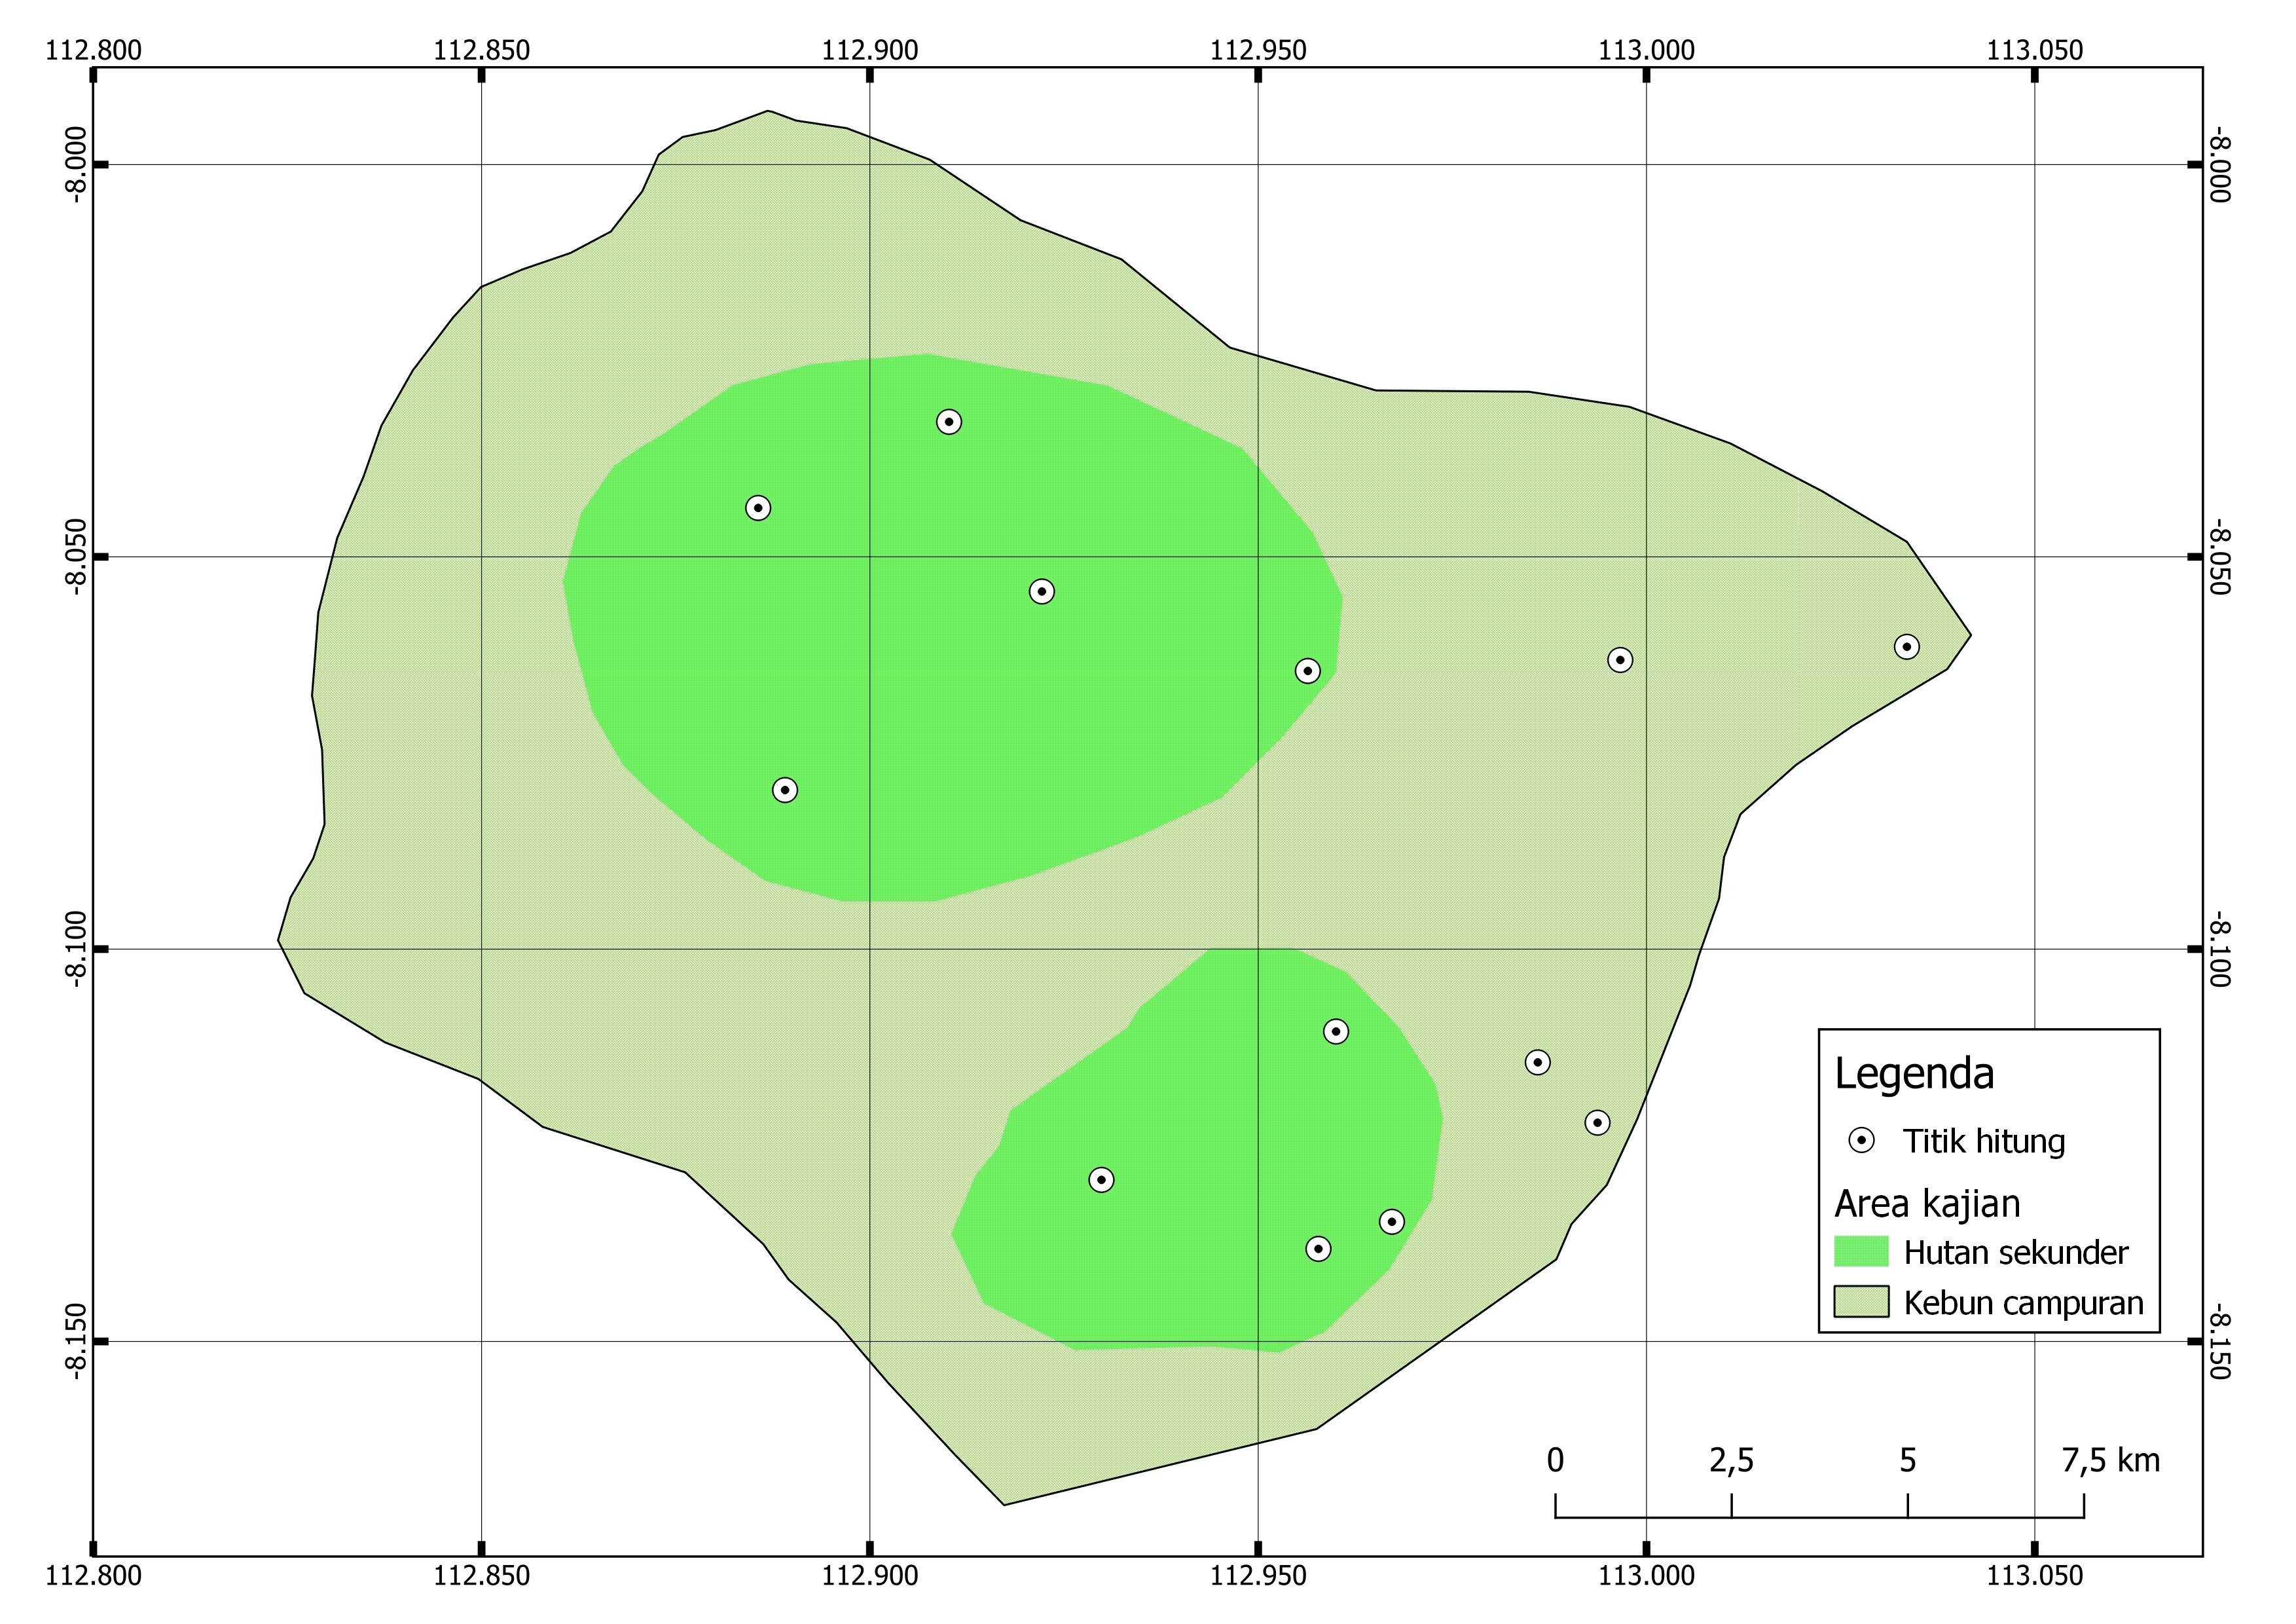 112.800 112.850 112.900 112.950 113.000 113.050
-8.000 -8.000
-8.050 -8.050
-8.100 -8.100
-8.150 -8.150
Legenda
Titik hitung
Area kajian
Hutan sekunder
Kebun campuran
0 2,5 5 7,5 km
112.800 112.850 112.900 112.950 113.000 113.050